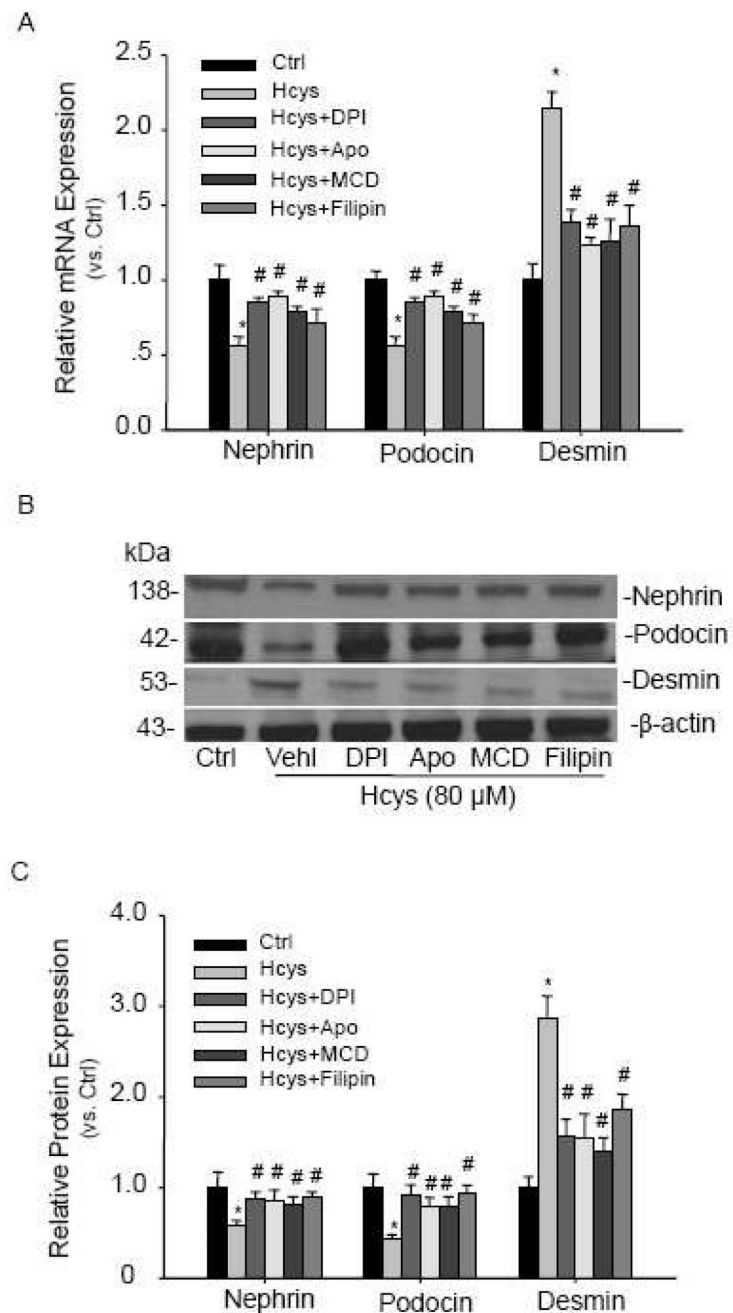 A
2.5
2.0
1.5
1.0
.5
0.0
Relative mRNA Expression
(vs. Ctrl)
Ctrl
Hcys
Hcys+DPI
Hcys+Apo
Hcys+MCD
Hcys+Filipin
*
# #
# #
*
# #
# #
*
# # # #
Nephrin Podocin Desmin
B
kDa
138- -Nephrin
42- -Podocin
53- -Desmin
43- -β-actin
Ctrl Vehl DPI Apo MCD Filipin
Hcys (80 µM)
C
4.0
3.0
2.0
1.0
0
Relative Protein Expression
(vs. Ctrl)
Ctrl
Hcys
Hcys+DPI
Hcys+Apo
Hcys+MCD
Hcys+Filipin
*
# # # #
*
# ## #
*
# # # #
Nephrin Podocin Desmin